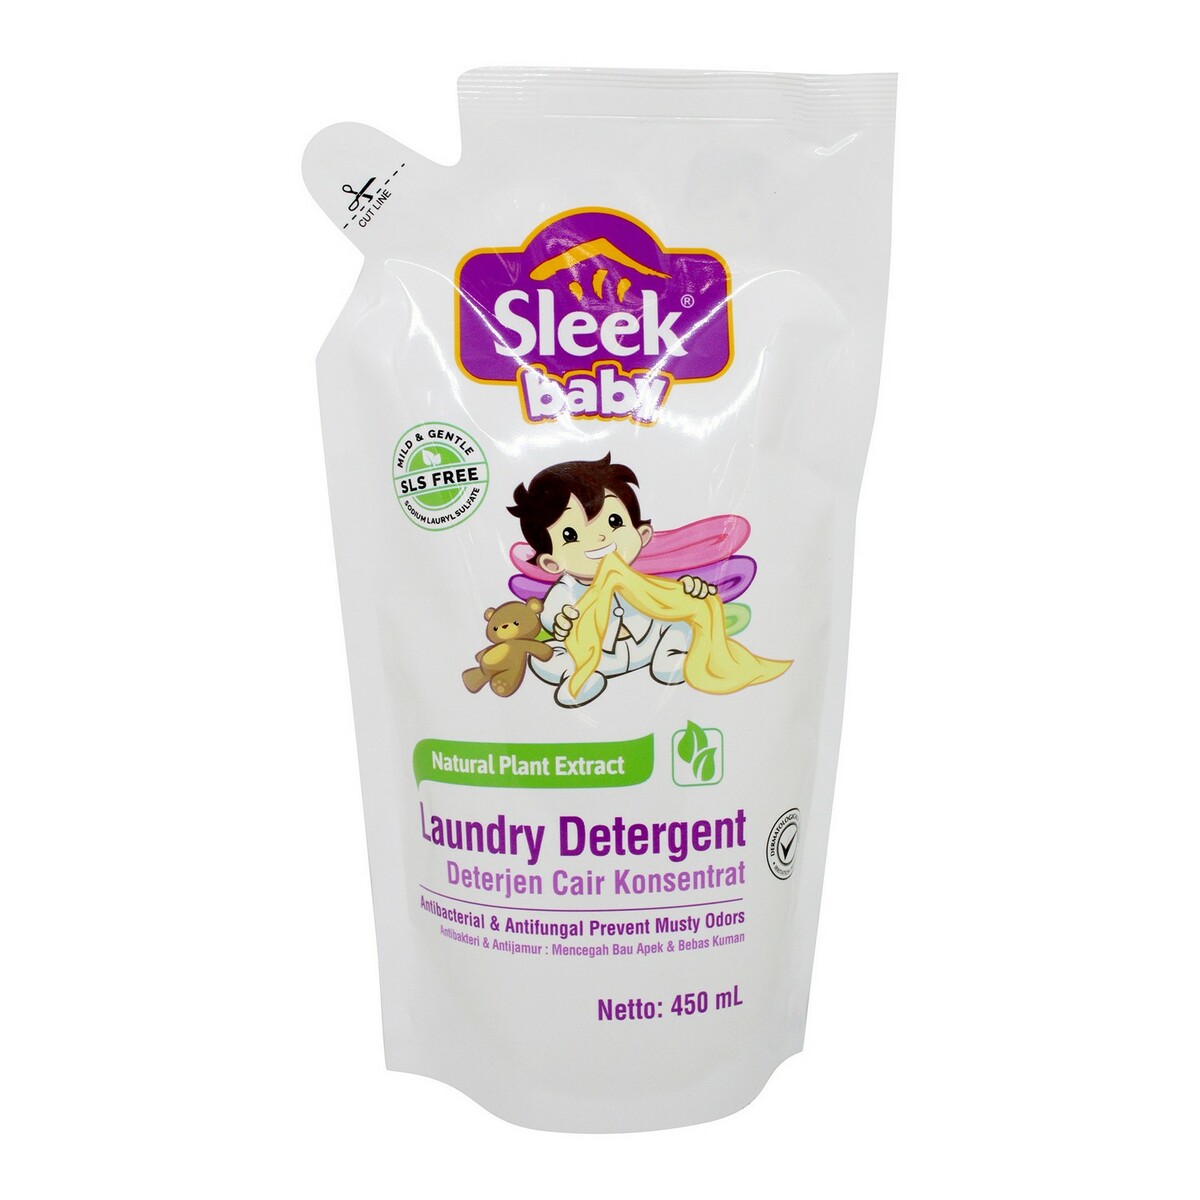 CUT LINE
Sleek®
baby
MILD & GENTLE
SLS FREE
SODIUM LAURYL SULFATE
Natural Plant Extract
Laundry Detergent
Deterjen Cair Konsentrat
Antibacterial & Antifungal Prevent Musty Odors
Antibakteri & Antijamur : Mencegah Bau Apek & Bebas Kuman
Netto: 450 mL